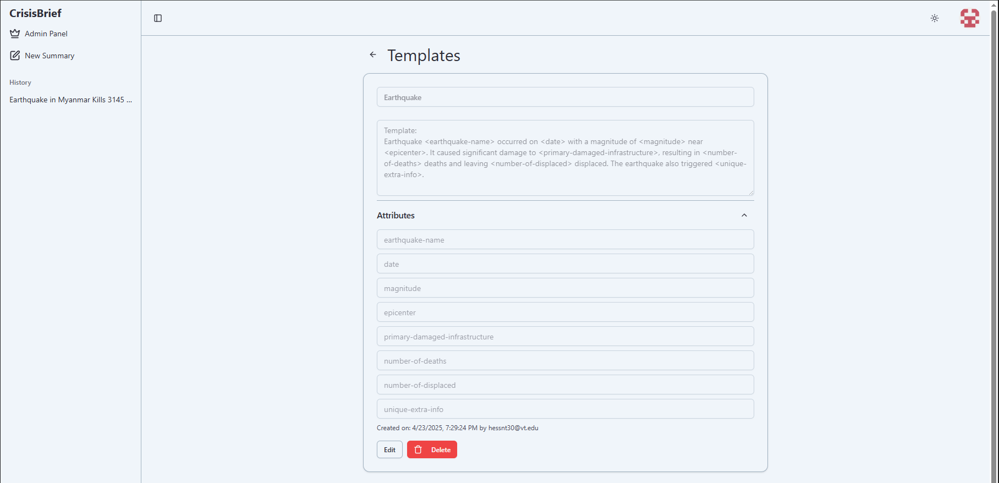 CrisisBrief
Admin Panel
New Summary
History
Earthquake in Myanmar Kills 3145 ...
Templates
Earthquake
Template:
Earthquake <earthquake-name> occurred on <date> with a magnitude of <magnitude> near
<epicenter>. It caused significant damage to <primary-damaged-infrastructure>, resulting in <number-
of-deaths> deaths and leaving <number-of-displaced> displaced. The earthquake also triggered <unique-
extra-info>.
Attributes
earthquake-name
date
magnitude
epicenter
primary-damaged-infrastructure
number-of-deaths
number-of-displaced
unique-extra-info
Created on: 4/23/2025, 7:29:24 PM by hessnt30@vt.edu
Edit
Delete